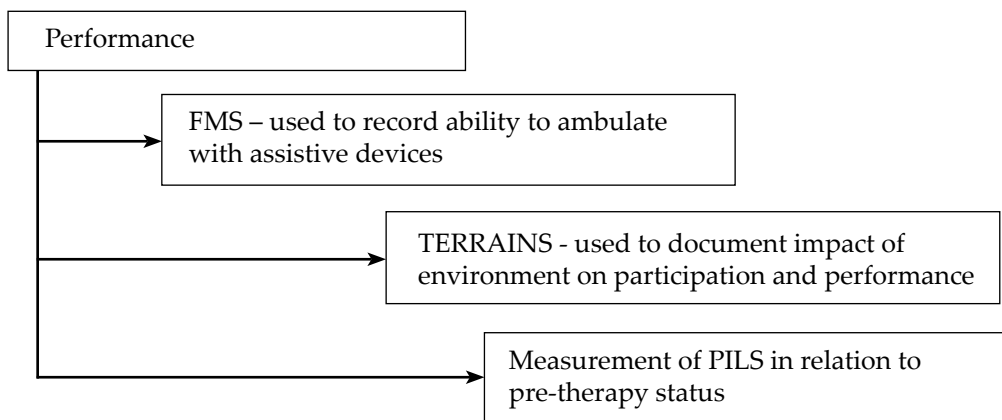 Performance
FMS – used to record ability to ambulate
with assistive devices
TERRAINS - used to document impact of
environment on participation and performance
Measurement of PILS in relation to
pre-therapy status